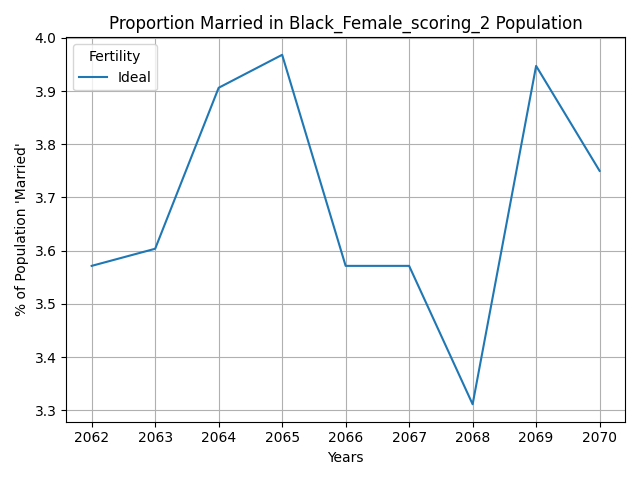 Proportion Married in Black_Female_scoring_2 Population
4.0
3.9
3.8
3.7
3.6
3.5
3.4
3.3
% of Population 'Married'
Fertility
Ideal
2062 2063 2064 2065 2066 2067 2068 2069 2070
Years